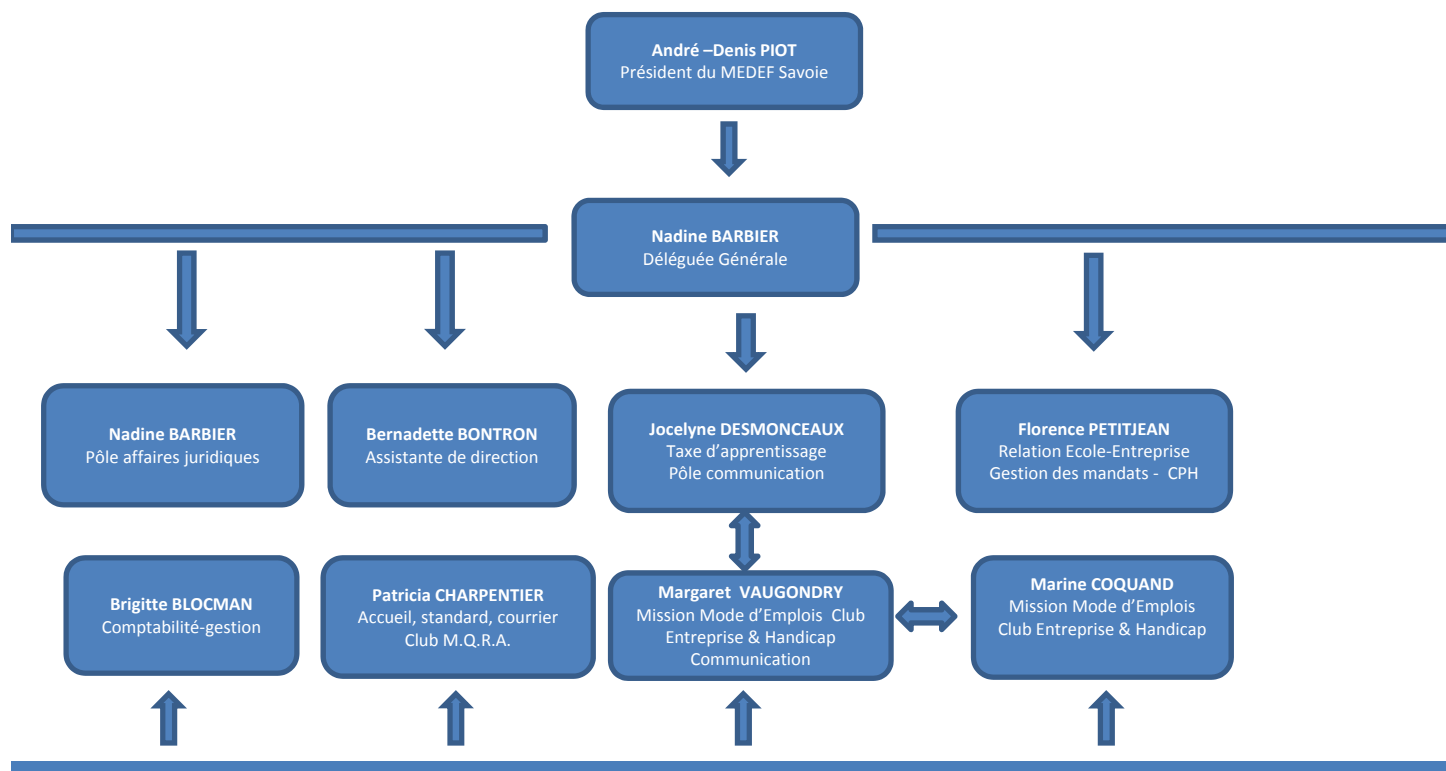 André –Denis PIOT
Président du MEDEF Savoie
Nadine BARBIER
Déléguée Générale
Nadine BARBIER
Pôle affaires juridiques
Bernadette BONTRON
Assistante de direction
Jocelyne DESMONCEAUX
Taxe d’apprentissage
Pôle communication
Florence PETITJEAN
Relation Ecole-Entreprise
Gestion des mandats - CPH
Brigitte BLOCMAN
Comptabilité-gestion
Patricia CHARPENTIER
Accueil, standard, courrier
Club M.Q.R.A.
Margaret VAUGONDRY
Mission Mode d’Emplois Club
Entreprise & Handicap
Communication
Marine COQUAND
Mission Mode d’Emplois
Club Entreprise & Handicap